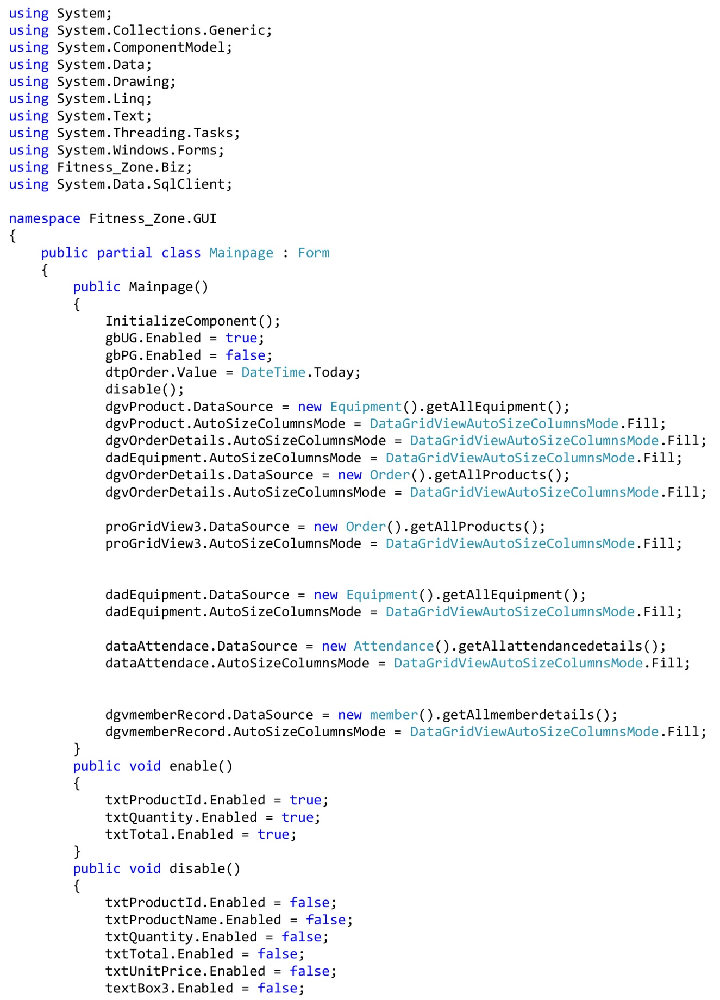 using System;
using System.Collections.Generic;
using System.ComponentModel;
using System.Data;
using System.Drawing;
using System.Linq;
using System.Text;
using System.Threading.Tasks;
using System.Windows.Forms;
using Fitness_Zone.Biz;
using System.Data.SqlClient;

namespace Fitness_Zone.GUI
{
    public partial class Mainpage : Form
    {
        public Mainpage()
        {
            InitializeComponent();
            gbUG.Enabled = true;
            gbPG.Enabled = false;
            dtpOrder.Value = DateTime.Today;
            disable();
            dgvProduct.DataSource = new Equipment().getAllEquipment();
            dgvProduct.AutoSizeColumnsMode = DataGridViewAutoSizeColumnsMode.Fill;
            dgvOrderDetails.AutoSizeColumnsMode = DataGridViewAutoSizeColumnsMode.Fill;
            dadEquipment.AutoSizeColumnsMode = DataGridViewAutoSizeColumnsMode.Fill;
            dgvOrderDetails.DataSource = new Order().getAllProducts();
            dgvOrderDetails.AutoSizeColumnsMode = DataGridViewAutoSizeColumnsMode.Fill;

            proGridView3.DataSource = new Order().getAllProducts();
            proGridView3.AutoSizeColumnsMode = DataGridViewAutoSizeColumnsMode.Fill;


            dadEquipment.DataSource = new Equipment().getAllEquipment();
            dadEquipment.AutoSizeColumnsMode = DataGridViewAutoSizeColumnsMode.Fill;

            dataAttendace.DataSource = new Attendance().getAllattendancedetails();
            dataAttendace.AutoSizeColumnsMode = DataGridViewAutoSizeColumnsMode.Fill;


            dgvmemberRecord.DataSource = new member().getAllmemberdetails();
            dgvmemberRecord.AutoSizeColumnsMode = DataGridViewAutoSizeColumnsMode.Fill;
        }
        public void enable()
        {
            txtProductId.Enabled = true;
            txtQuantity.Enabled = true;
            txtTotal.Enabled = true;
        }
        public void disable()
        {
            txtProductId.Enabled = false;
            txtProductName.Enabled = false;
            txtQuantity.Enabled = false;
            txtTotal.Enabled = false;
            txtUnitPrice.Enabled = false;
            textBox3.Enabled = false;